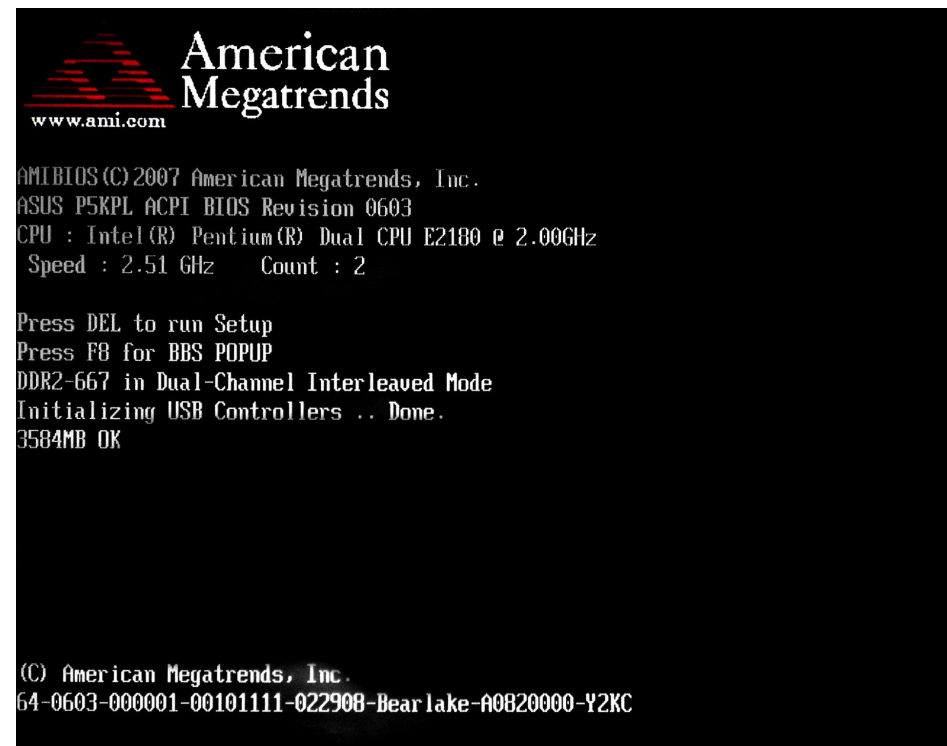 American
Megatrends
www.ami.com
AMIBIOS(C)2007 American Megatrends, Inc.
ASUS P5KPL ACPI BIOS Revision 0603
CPU : Intel(R) Pentium(R) Dual CPU E2180 @ 2.00GHz
Speed : 2.51 GHz Count : 2
Press DEL to run Setup
Press F8 for BBS POPUP
DDR2-667 in Dual-Channel Interleaved Mode
Initializing USB Controllers .. Done.
3584MB OK
(C) American Megatrends, Inc.
64-0603-000001-00101111-022908-Bearlake-A0820000-Y2KC